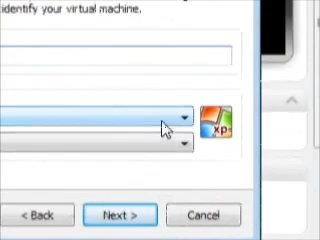 identify your virtual machine.
xp
< Back
Next >
Cancel